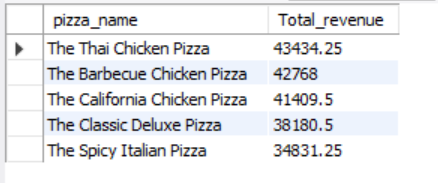 pizza_name Total_revenue
The Thai Chicken Pizza 43434.25
The Barbecue Chicken Pizza 42768
The California Chicken Pizza 41409.5
The Classic Deluxe Pizza 38180.5
The Spicy Italian Pizza 34831.25